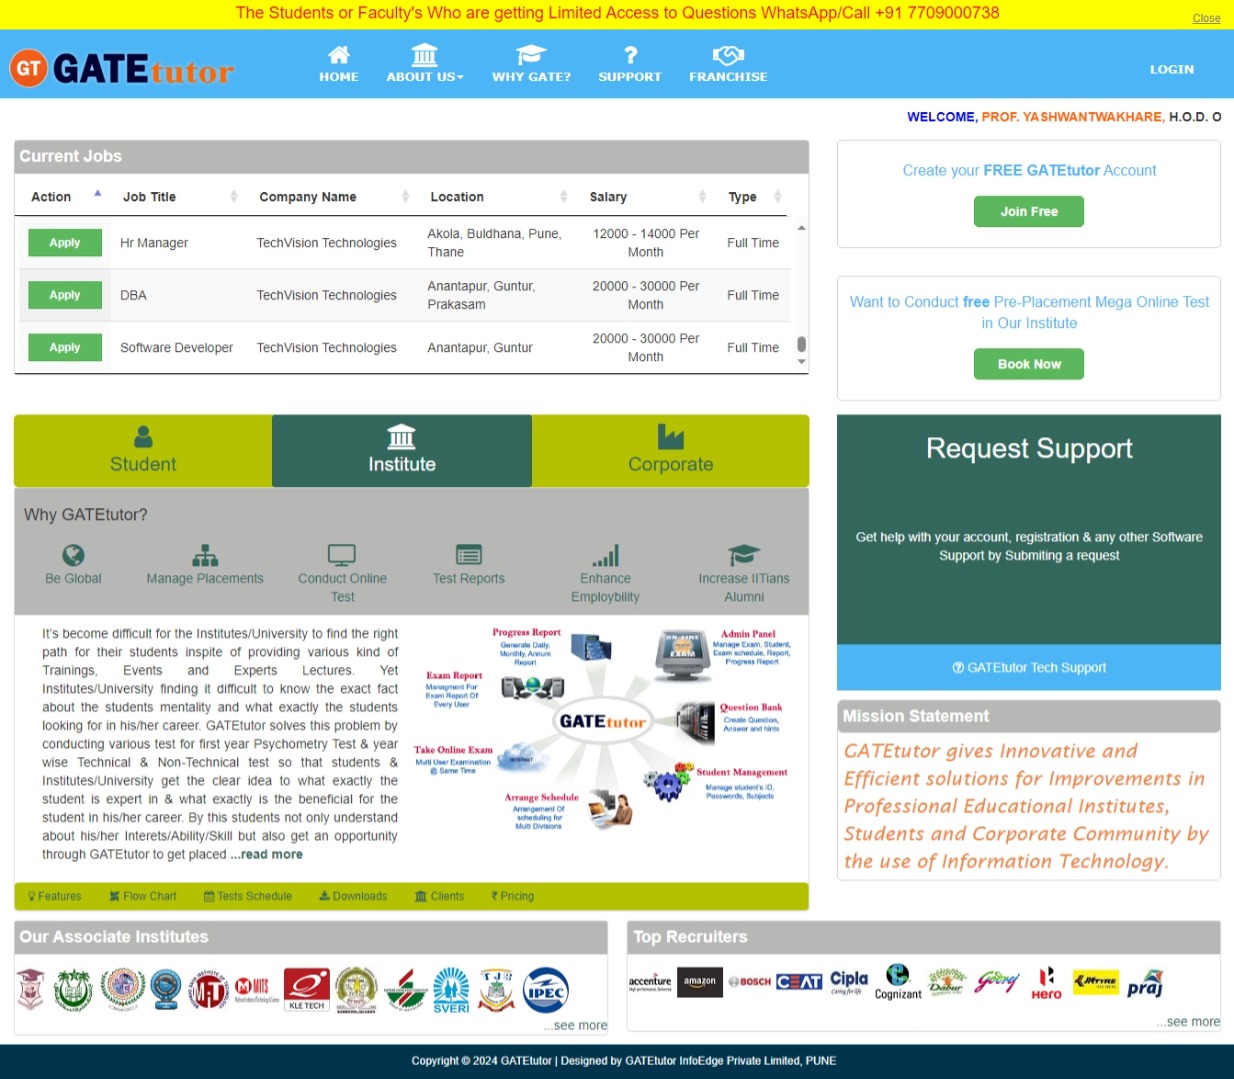 The Students or Faculty's Who are getting Limited Access to Questions WhatsApp/Call +91 7709000738
Close
GT GATEtutor
HOME
ABOUT US
WHY GATE?
SUPPORT
FRANCHISE
LOGIN
WELCOME, PROF. YASHWANTWAKHARE, H.O.D. O
Current Jobs
Action Job Title Company Name Location Salary Type
Apply Hr Manager TechVision Technologies Akola, Buldhana, Pune, Thane 12000 - 14000 Per Month Full Time
Apply DBA TechVision Technologies Anantapur, Guntur, Prakasam 20000 - 30000 Per Month Full Time
Apply Software Developer TechVision Technologies Anantapur, Guntur 20000 - 30000 Per Month Full Time
Create your FREE GATEtutor Account
Join Free
Want to Conduct free Pre-Placement Mega Online Test
in Our Institute
Book Now
Student
Institute
Corporate
Why GATEtutor?
Be Global
Manage Placements
Conduct Online
Test
Test Reports
Enhance
Employbility
Increase IITians
Alumni
It's become difficult for the Institutes/University to find the right
path for their students inspite of providing various kind of
Trainings, Events and Experts Lectures. Yet
Institutes/University finding it difficult to know the exact fact
about the students mentality and what exactly the students
looking for in his/her career. GATEtutor solves this problem by
conducting various test for first year Psychometry Test & year
wise Technical & Non-Technical test so that students &
Institutes/University get the clear idea to what exactly the
student is expert in & what exactly is the beneficial for the
student in his/her career. By this students not only understand
about his/her Interets/Ability/Skill but also get an opportunity
through GATEtutor to get placed ...read more
Progress Report
Generate Daily,
Monthly, Annum
Report
Admin Panel
Manage Exam, Student,
Exam schedule, Report,
Progress Report
ON-LINE
EXAM
Exam Report
Managment For
Exam Report Of
Every User
GATEtutor
Question Bank
Create Question,
Answer and hints
Take Online Exam
Multi User Examination
@ Same Time
INTERNET
Student Management
Manage student's ID,
Passwords, Subjects
Arrange Schedule
Arrangement Of
scheduling for
Multi Divisions
Features
Flow Chart
Tests Schedule
Downloads
Clients
₹ Pricing
Request Support
Get help with your account, registration & any other Software
Support by Submiting a request
GATEtutor Tech Support
Mission Statement
GATEtutor gives Innovative and
Efficient solutions for Improvements in
Professional Educational Institutes,
Students and Corporate Community by
the use of Information Technology.
Our Associate Institutes
MIT
MITS
KLE TECH
SVERI
TJS
IPEC
...see more
Top Recruiters
accenture
High performance. Delivered.
amazon
BOSCH
CEAT
Cipla
Caring for life
Cognizant
Dabur
Godrej
Hero
JK TYRE
praj
...see more
Copyright © 2024 GATEtutor | Designed by GATEtutor InfoEdge Private Limited, PUNE